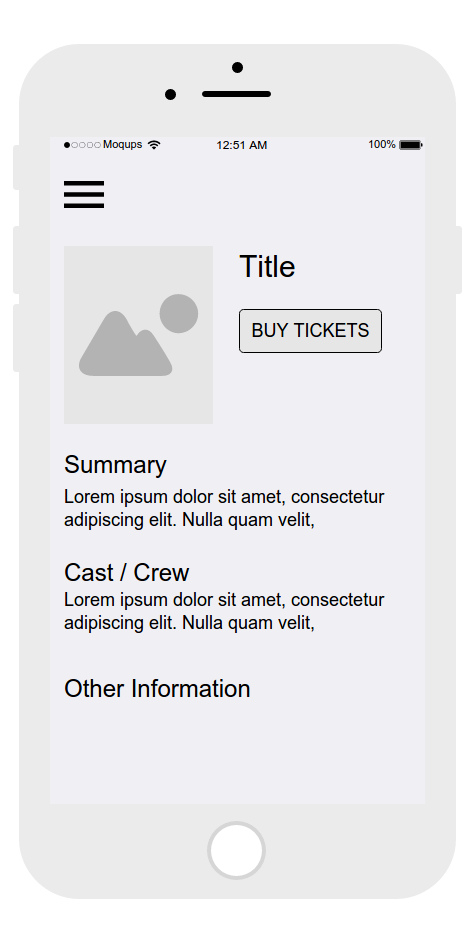 Moqups 12:51 AM 100%
Title
BUY TICKETS
Summary
Lorem ipsum dolor sit amet, consectetur
adipiscing elit. Nulla quam velit,
Cast / Crew
Lorem ipsum dolor sit amet, consectetur
adipiscing elit. Nulla quam velit,
Other Information